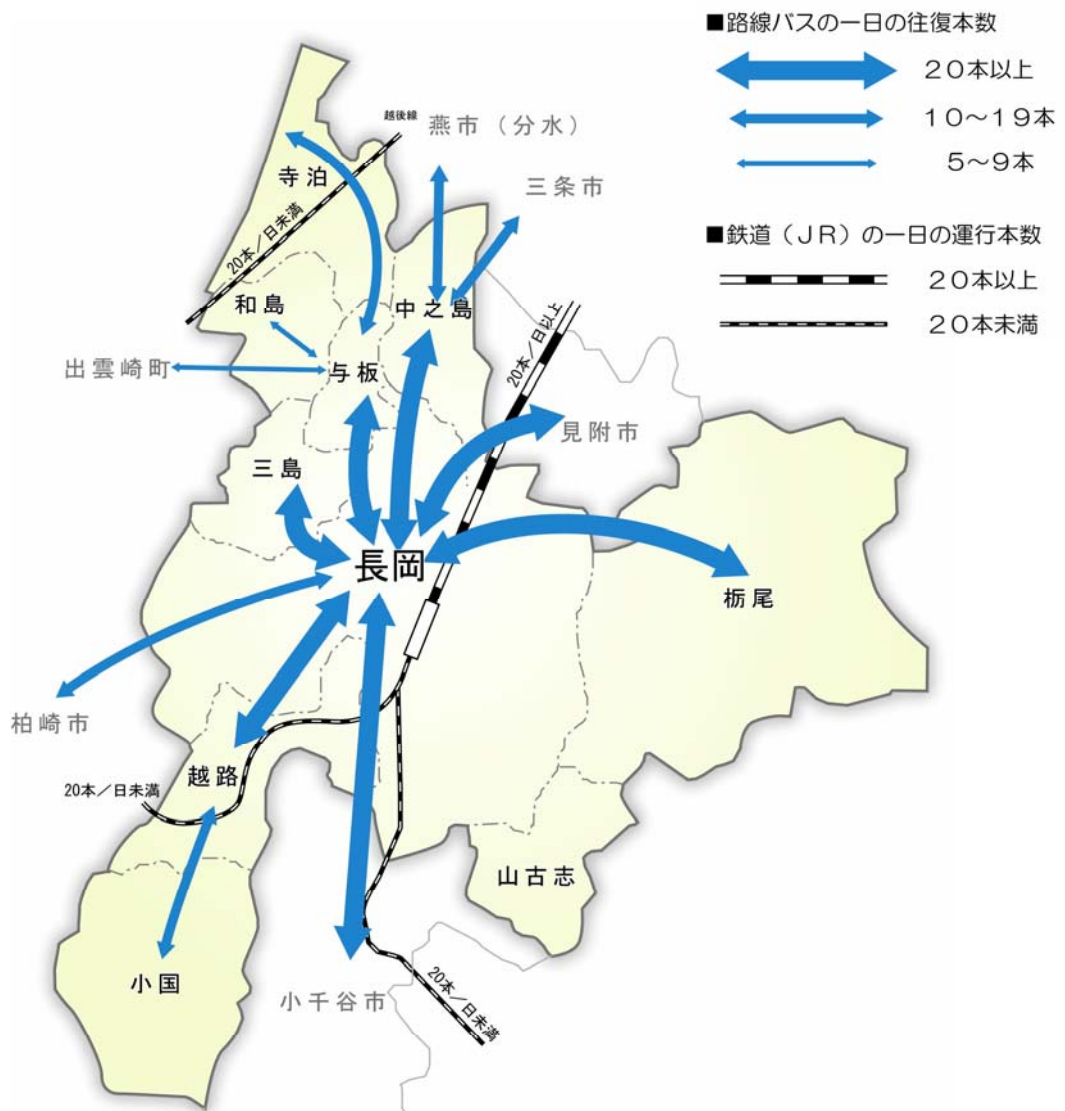 ■路線バスの一日の往復本数
20本以上
10～19本
5～9本
■鉄道（JR）の一日の運行本数
20本以上
20本未満
越後線
燕市（分水）
三条市
寺泊
20本／日未満
和島
中之島
20本／日以上
出雲崎町
与板
見附市
三島
長岡
栃尾
柏崎市
越路
20本／日未満
山古志
小国
小千谷市
20本／日未満